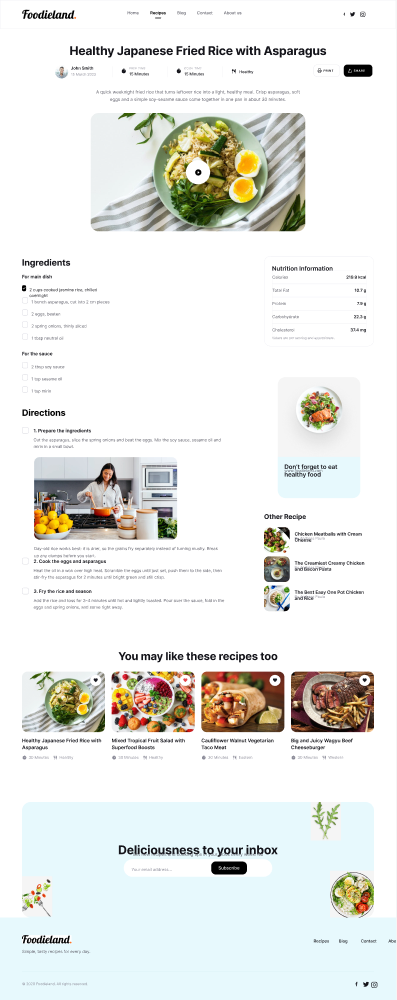 Foodieland.
Home Recipes Blog Contact About us
Healthy Japanese Fried Rice with Asparagus
John Smith
15 Minutes
15 Minutes
Healthy
PRINT
SHARE
A quick weeknight fried rice that turns leftover rice into a light, healthy meal. Crisp asparagus, soft
eggs and a simple soy-sesame sauce come together in one pan in about 30 minutes.
Ingredients
For main dish
2 cups cooked jasmine rice, chilled
overnight
1 bunch asparagus, cut into 2 cm pieces
2 eggs, beaten
2 spring onions, thinly sliced
1 tbsp neutral oil
For the sauce
2 tbsp soy sauce
1 tsp sesame oil
1 tsp mirin
Nutrition Information
Calories 219.9 kcal
Total Fat 10.7 g
Protein 7.9 g
Carbohydrate 22.3 g
Cholesterol 37.4 mg
Directions
1. Prepare the ingredients
Cut the asparagus, slice the spring onions and beat the eggs. Mix the soy sauce, sesame oil and
mirin in a small bowl.
Day-old rice works best: it is drier, so the grains fry separately instead of turning mushy. Break
up any clumps before you start.
2. Cook the eggs and asparagus
Heat the oil in a wok over high heat. Scramble the eggs until just set, push them to the side, then
stir-fry the asparagus for 2 minutes until bright green and still crisp.
3. Fry the rice and season
Add the rice and toss for 3–4 minutes until hot and lightly toasted. Pour over the sauce, fold in the
eggs and spring onions, and serve right away.
Don't forget to eat
healthy food
Other Recipe
Chicken Meatballs with Cream
Cheese
The Creamiest Creamy Chicken
and Bacon Pasta
The Best Easy One Pot Chicken
and Rice
You may like these recipes too
Healthy Japanese Fried Rice with
Asparagus
30 Minutes Healthy
Mixed Tropical Fruit Salad with
Superfood Boosts
30 Minutes Healthy
Cauliflower Walnut Vegetarian
Taco Meat
30 Minutes Eastern
Big and Juicy Wagyu Beef
Cheeseburger
30 Minutes Western
Deliciousness to your inbox
Your email address...
Subscribe
Foodieland.
Simple, tasty recipes for every day.
Recipes Blog Contact Abo